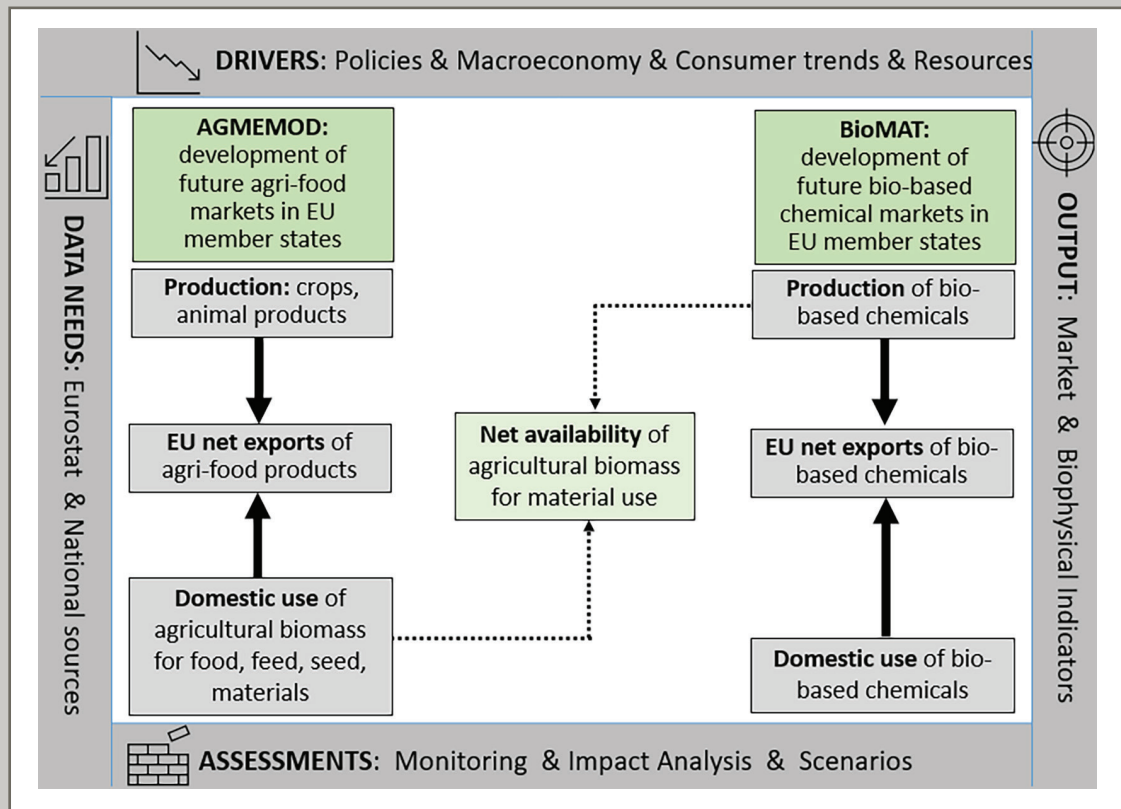 DRIVERS: Policies & Macroeconomy & Consumer trends & Resources
DATA NEEDS: Eurostat & National sources
AGMEMOD:
development of
future agri-food
markets in EU
member states
Production: crops,
animal products
EU net exports of
agri-food products
Domestic use of
agricultural biomass
for food, feed, seed,
materials
Net availability of
agricultural biomass
for material use
BioMAT:
development of
future bio-based
chemical markets in
EU member states
Production of bio-
based chemicals
EU net exports of bio-
based chemicals
Domestic use of bio-
based chemicals
OUTPUT: Market & Biophysical Indicators
ASSESSMENTS: Monitoring & Impact Analysis & Scenarios